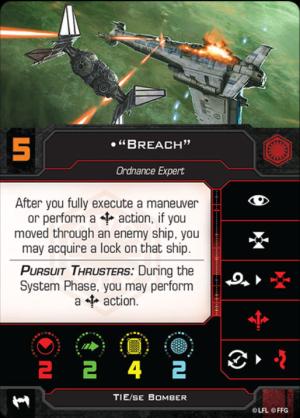 5
•"Breach"
Ordnance Expert
After you fully execute a maneuver
or perform a action, if you
moved through an enemy ship, you
may acquire a lock on that ship.
Pursuit Thrusters: During the
System Phase, you may perform
a action.
2 2 4 2
TIE/se Bomber
©LFL ©FFG